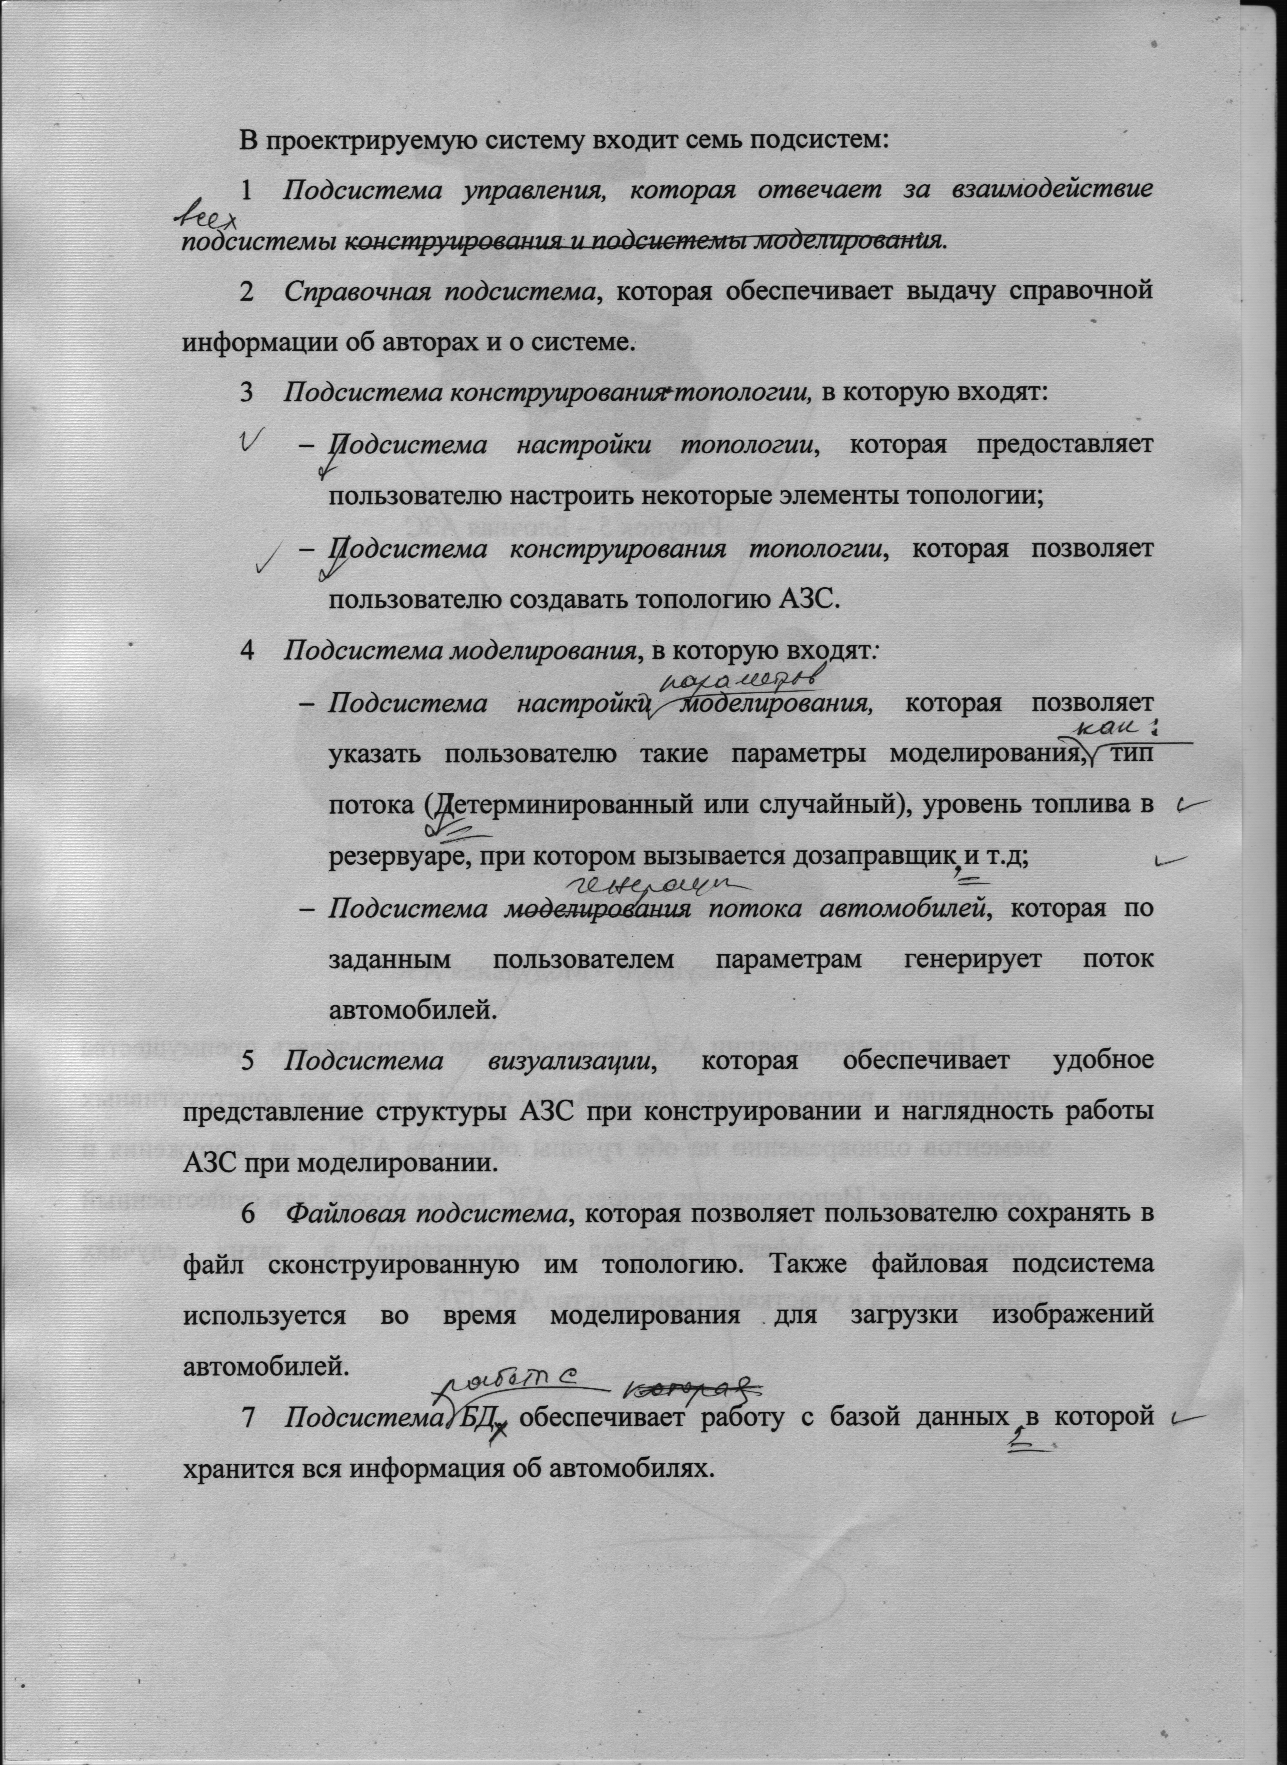 В проектрируемую систему входит семь подсистем:
1 Подсистема управления, которая отвечает за взаимодействие
всех
подсистемы конструирования и подсистемы моделирования.
2 Справочная подсистема, которая обеспечивает выдачу справочной
информации об авторах и о системе.
3 Подсистема конструирования топологии, в которую входят:
– Подсистема настройки топологии, которая предоставляет
пользователю настроить некоторые элементы топологии;
– Подсистема конструирования топологии, которая позволяет
пользователю создавать топологию АЗС.
4 Подсистема моделирования, в которую входят:
параметров
– Подсистема настройки моделирования, которая позволяет
как:
указать пользователю такие параметры моделирования, тип
потока (Детерминированный или случайный), уровень топлива в
резервуаре, при котором вызывается дозаправщик, и т.д;
генерации
– Подсистема моделирования потока автомобилей, которая по
заданным пользователем параметрам генерирует поток
автомобилей.
5 Подсистема визуализации, которая обеспечивает удобное
представление структуры АЗС при конструировании и наглядность работы
АЗС при моделировании.
6 Файловая подсистема, которая позволяет пользователю сохранять в
файл сконструированную им топологию. Также файловая подсистема
используется во время моделирования для загрузки изображений
автомобилей.
работе с которая
7 Подсистема БД, обеспечивает работу с базой данных в которой
хранится вся информация об автомобилях.